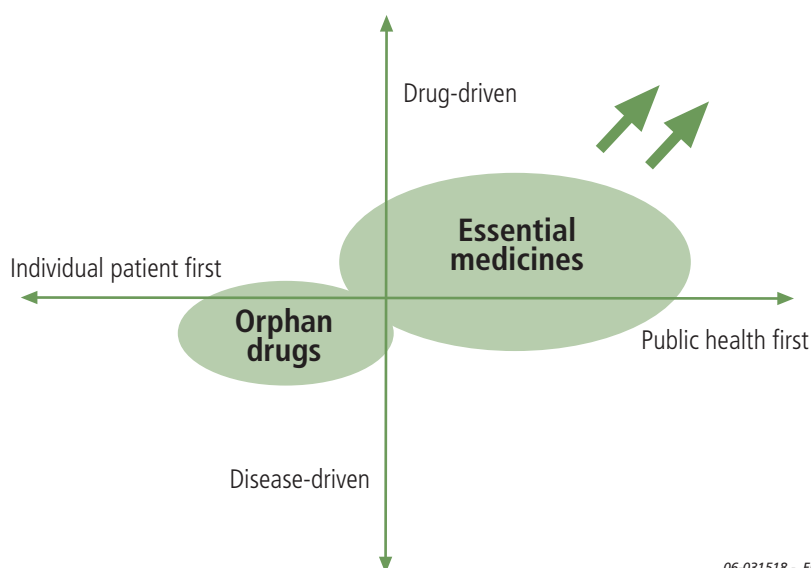 Drug-driven
Essential
medicines
Individual patient first
Orphan
drugs
Public health first
Disease-driven